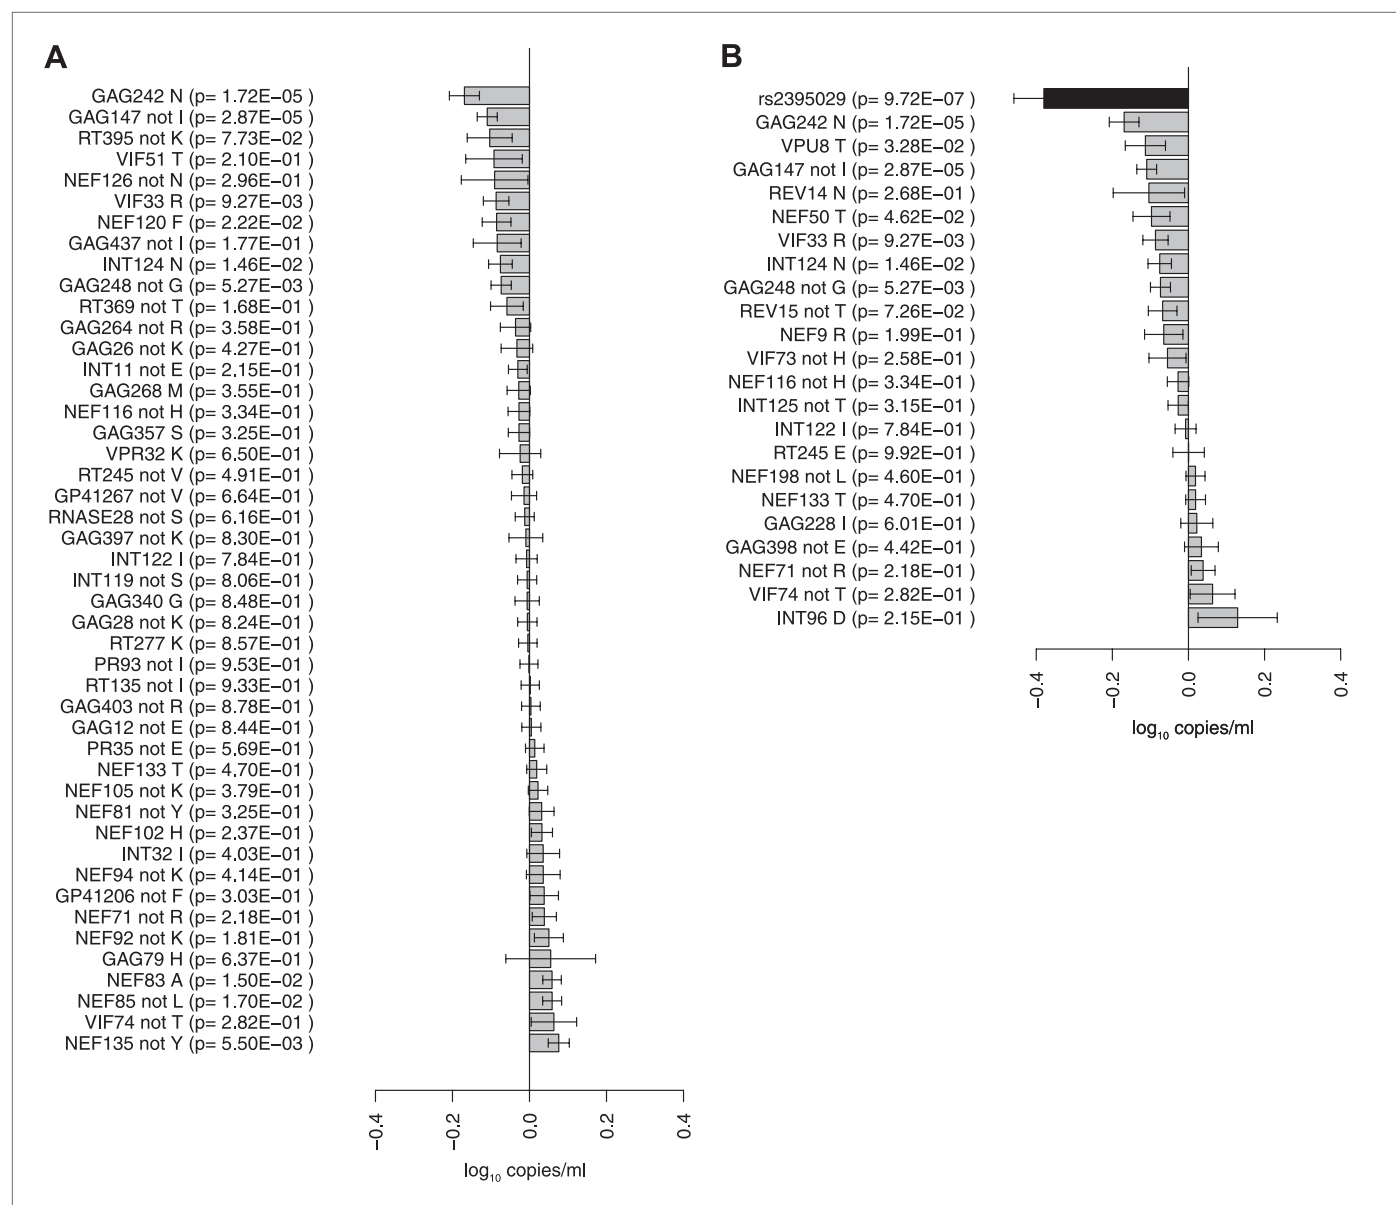 A
GAG242 N (p= 1.72E−05 )
GAG147 not I (p= 2.87E−05 )
RT395 not K (p= 7.73E−02 )
VIF51 T (p= 2.10E−01 )
NEF126 not N (p= 2.96E−01 )
VIF33 R (p= 9.27E−03 )
NEF120 F (p= 2.22E−02 )
GAG437 not I (p= 1.77E−01 )
INT124 N (p= 1.46E−02 )
GAG248 not G (p= 5.27E−03 )
RT369 not T (p= 1.68E−01 )
GAG264 not R (p= 3.58E−01 )
GAG26 not K (p= 4.27E−01 )
INT11 not E (p= 2.15E−01 )
GAG268 M (p= 3.55E−01 )
NEF116 not H (p= 3.34E−01 )
GAG357 S (p= 3.25E−01 )
VPR32 K (p= 6.50E−01 )
RT245 not V (p= 4.91E−01 )
GP41267 not V (p= 6.64E−01 )
RNASE28 not S (p= 6.16E−01 )
GAG397 not K (p= 8.30E−01 )
INT122 I (p= 7.84E−01 )
INT119 not S (p= 8.06E−01 )
GAG340 G (p= 8.48E−01 )
GAG28 not K (p= 8.24E−01 )
RT277 K (p= 8.57E−01 )
PR93 not I (p= 9.53E−01 )
RT135 not I (p= 9.33E−01 )
GAG403 not R (p= 8.78E−01 )
GAG12 not E (p= 8.44E−01 )
PR35 not E (p= 5.69E−01 )
NEF133 T (p= 4.70E−01 )
NEF105 not K (p= 3.79E−01 )
NEF81 not Y (p= 3.25E−01 )
NEF102 H (p= 2.37E−01 )
INT32 I (p= 4.03E−01 )
NEF94 not K (p= 4.14E−01 )
GP41206 not F (p= 3.03E−01 )
NEF71 not R (p= 2.18E−01 )
NEF92 not K (p= 1.81E−01 )
GAG79 H (p= 6.37E−01 )
NEF83 A (p= 1.50E−02 )
NEF85 not L (p= 1.70E−02 )
VIF74 not T (p= 2.82E−01 )
NEF135 not Y (p= 5.50E−03 )
−0.4 −0.2 0.0 0.2 0.4
log₁₀ copies/ml
B
rs2395029 (p= 9.72E−07 )
GAG242 N (p= 1.72E−05 )
VPU8 T (p= 3.28E−02 )
GAG147 not I (p= 2.87E−05 )
REV14 N (p= 2.68E−01 )
NEF50 T (p= 4.62E−02 )
VIF33 R (p= 9.27E−03 )
INT124 N (p= 1.46E−02 )
GAG248 not G (p= 5.27E−03 )
REV15 not T (p= 7.26E−02 )
NEF9 R (p= 1.99E−01 )
VIF73 not H (p= 2.58E−01 )
NEF116 not H (p= 3.34E−01 )
INT125 not T (p= 3.15E−01 )
INT122 I (p= 7.84E−01 )
RT245 E (p= 9.92E−01 )
NEF198 not L (p= 4.60E−01 )
NEF133 T (p= 4.70E−01 )
GAG228 I (p= 6.01E−01 )
GAG398 not E (p= 4.42E−01 )
NEF71 not R (p= 2.18E−01 )
VIF74 not T (p= 2.82E−01 )
INT96 D (p= 2.15E−01 )
−0.4 −0.2 0.0 0.2 0.4
log₁₀ copies/ml